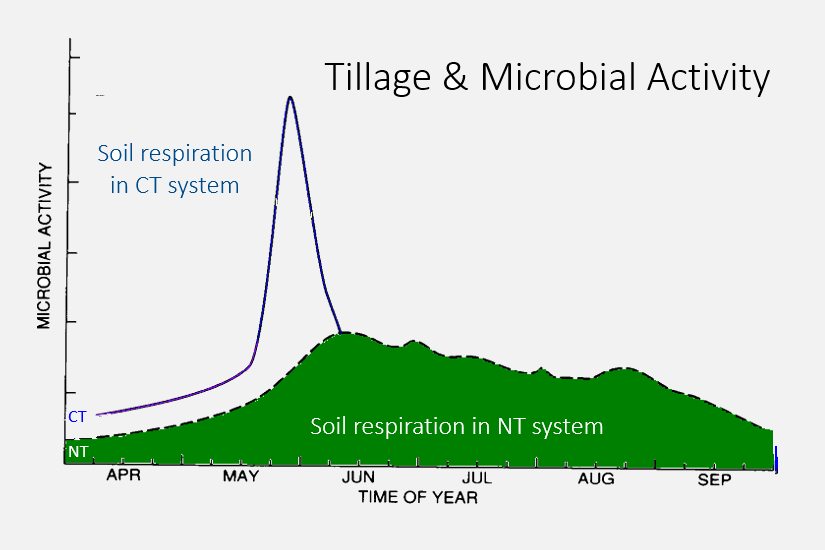 Tillage & Microbial Activity
Soil respiration
in CT system
MICROBIAL ACTIVITY
CT
NT
Soil respiration in NT system
APR MAY JUN JUL AUG SEP
TIME OF YEAR